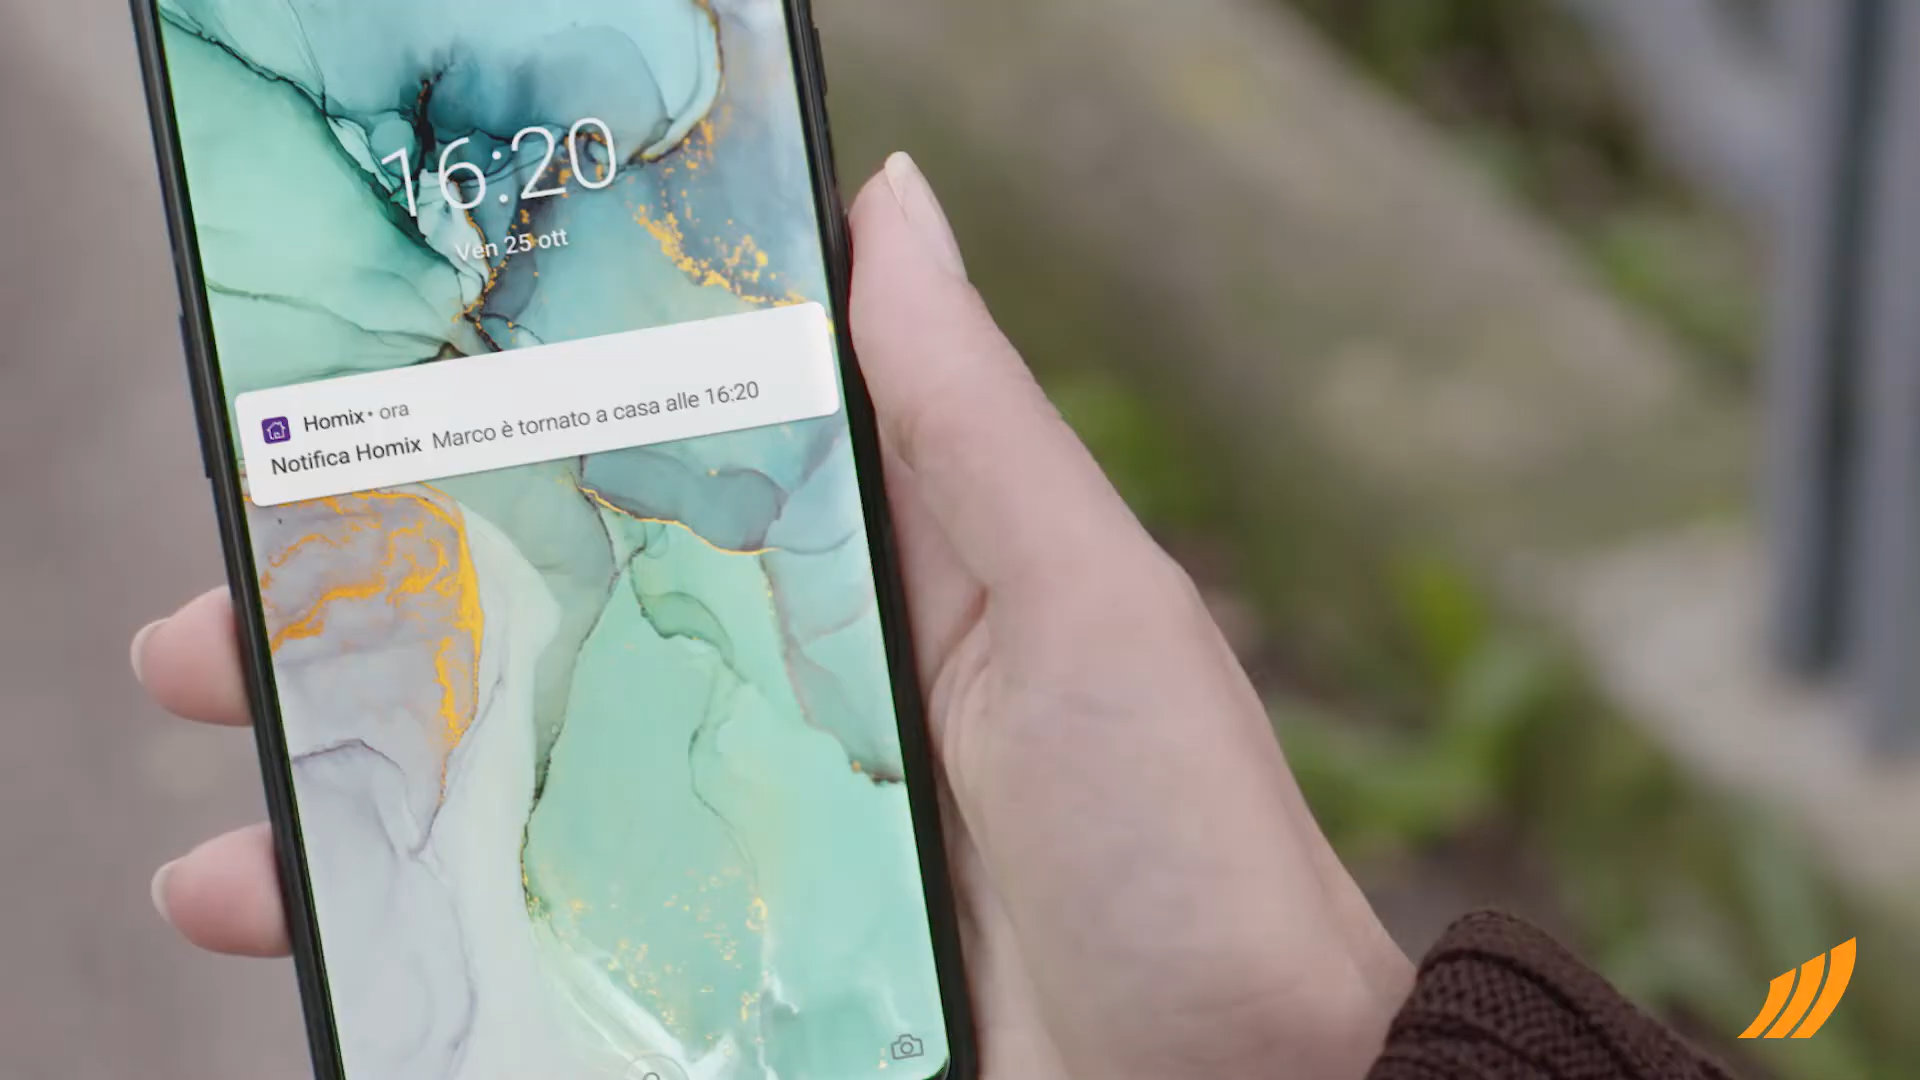 16:20
Ven 25 ott
Homix • ora
Notifica Homix Marco è tornato a casa alle 16:20